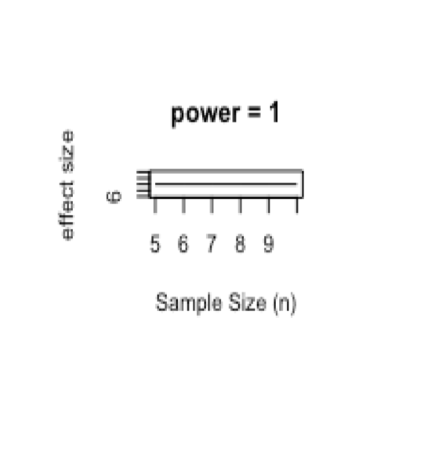 power = 1
effect size
6
5 6 7 8 9
Sample Size (n)